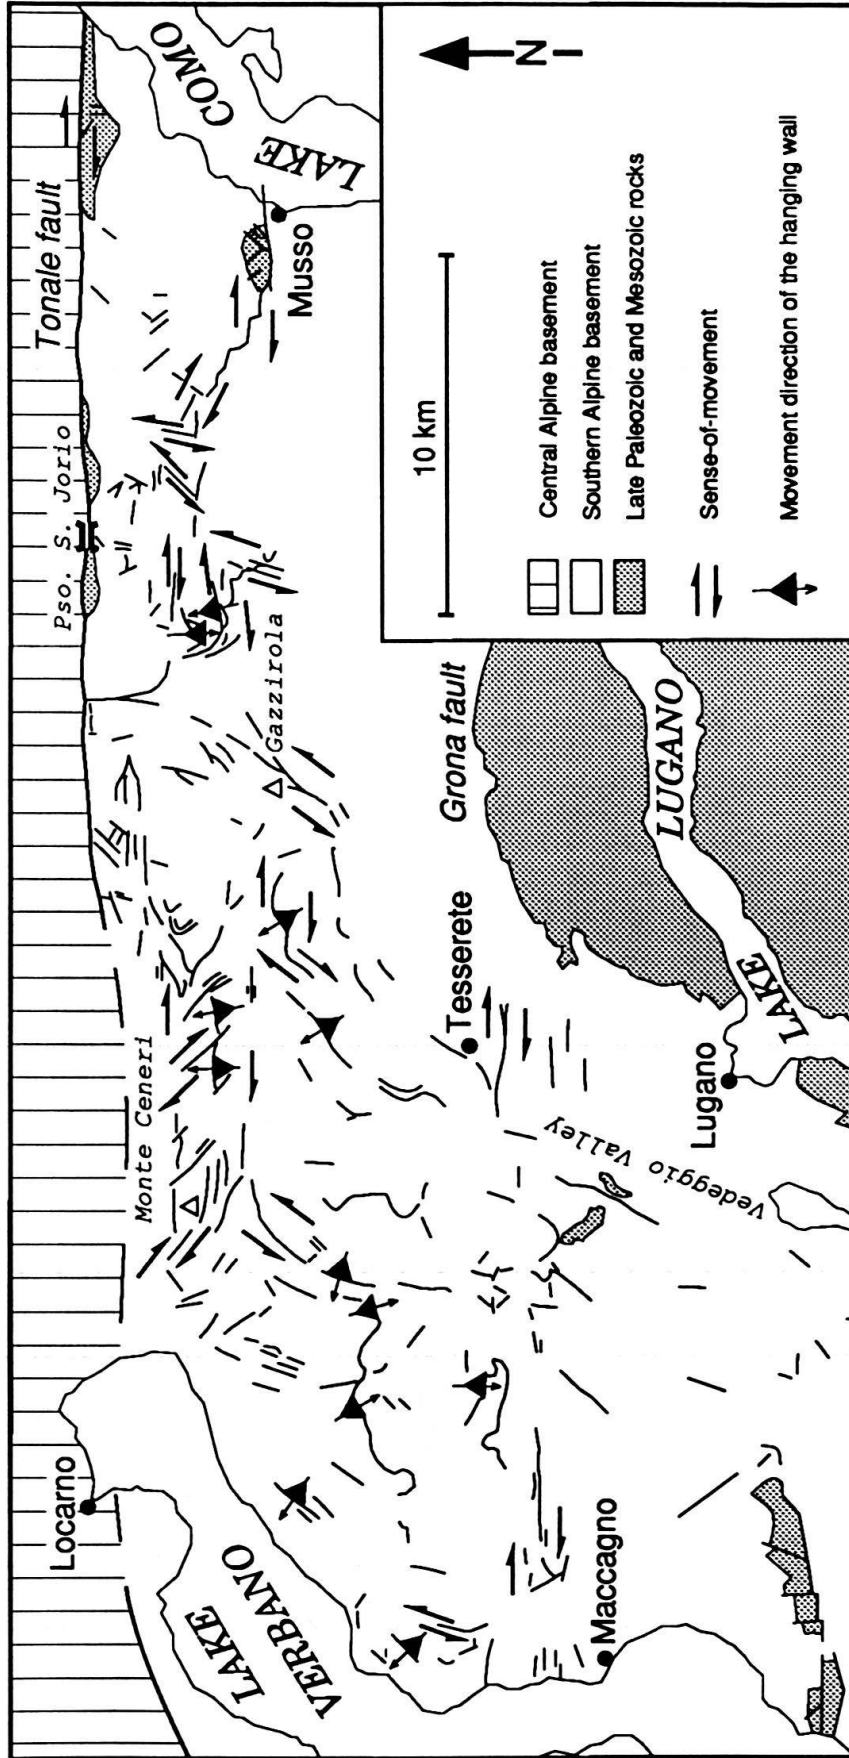 Locarno
Monte Ceneri
Pso. S. Jorio
Tonale fault
LAKE
VERBANO
LAKE
COMO
Musso
Gazzirola
Grona fault
Tesserete
Maccagno
Vedeggio Valley
Lugano
LAKE
LUGANO
N
10 km
Central Alpine basement
Southern Alpine basement
Late Paleozoic and Mesozoic rocks
Sense-of-movement
Movement direction of the hanging wall